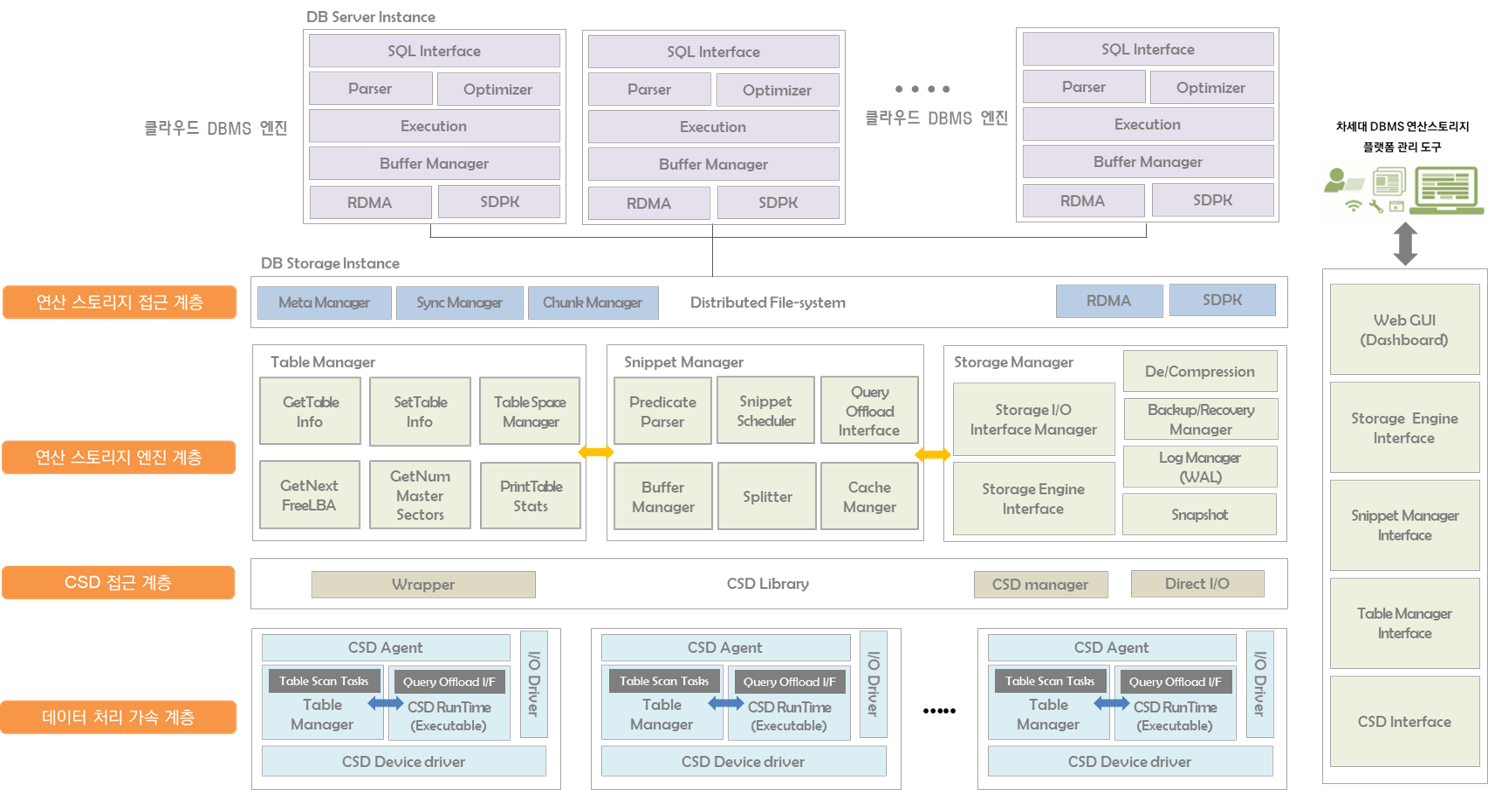 DB Server Instance
SQL Interface
Parser
Optimizer
Execution
Buffer Manager
RDMA
SDPK
SQL Interface
Parser
Optimizer
Execution
Buffer Manager
RDMA
SDPK
SQL Interface
Parser
Optimizer
Execution
Buffer Manager
RDMA
SDPK
클라우드 DBMS 엔진
클라우드 DBMS 엔진
차세대 DBMS 연산스토리지
플랫폼 관리 도구
DB Storage Instance
연산 스토리지 접근 계층
Meta Manager
Sync Manager
Chunk Manager
Distributed File-system
RDMA
SDPK
연산 스토리지 엔진 계층
Table Manager
GetTable
Info
SetTable
Info
Table Space
Manager
GetNext
FreeLBA
GetNum
Master
Sectors
PrintTable
Stats
Snippet Manager
Predicate
Parser
Snippet
Scheduler
Query
Offload
Interface
Buffer
Manager
Splitter
Cache
Manger
Storage Manager
Storage I/O
Interface Manager
Storage Engine
Interface
De/Compression
Backup/Recovery
Manager
Log Manager
(WAL)
Snapshot
CSD 접근 계층
Wrapper
CSD Library
CSD manager
Direct I/O
데이터 처리 가속 계층
CSD Agent
I/O Driver
Table Scan Tasks
Table
Manager
Query Offload I/F
CSD RunTime
(Executable)
CSD Device driver
CSD Agent
I/O Driver
Table Scan Tasks
Table
Manager
Query Offload I/F
CSD RunTime
(Executable)
CSD Device driver
CSD Agent
I/O Driver
Table Scan Tasks
Table
Manager
Query Offload I/F
CSD RunTime
(Executable)
CSD Device driver
Web GUI
(Dashboard)
Storage Engine
Interface
Snippet Manager
Interface
Table Manager
Interface
CSD Interface